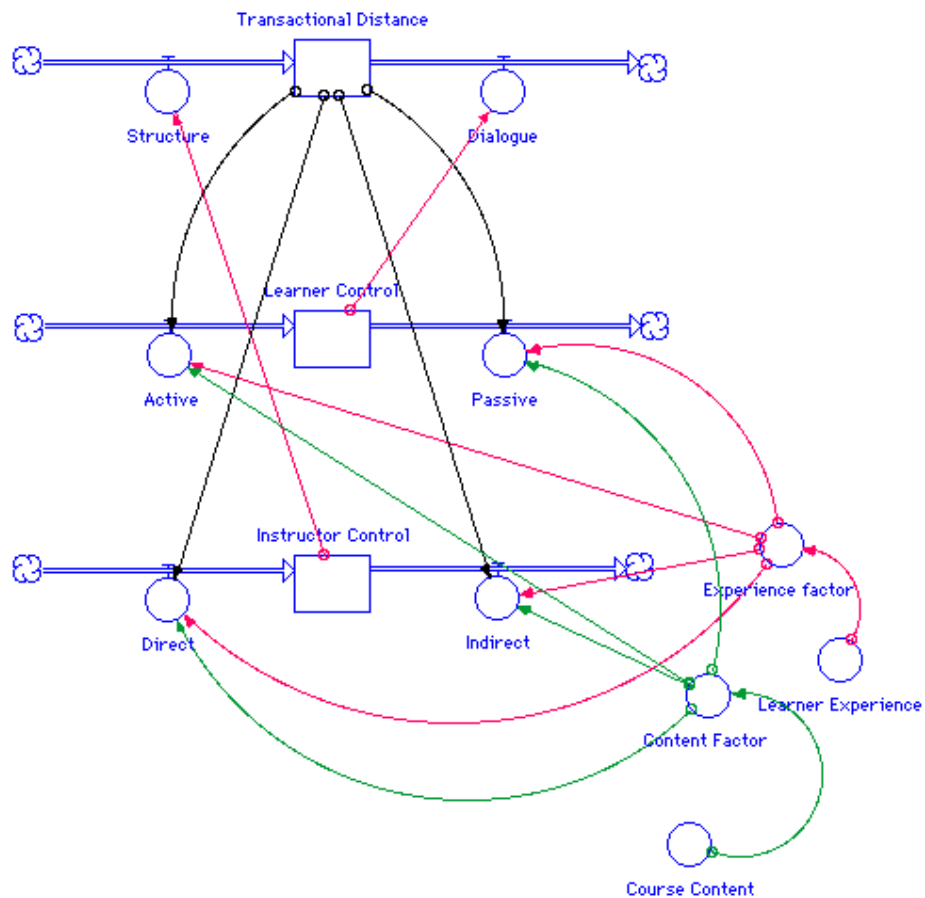 Transactional Distance
Structure
Dialogue
Learner Control
Active
Passive
Instructor Control
Experience factor
Direct
Indirect
Learner Experience
Content Factor
Course Content